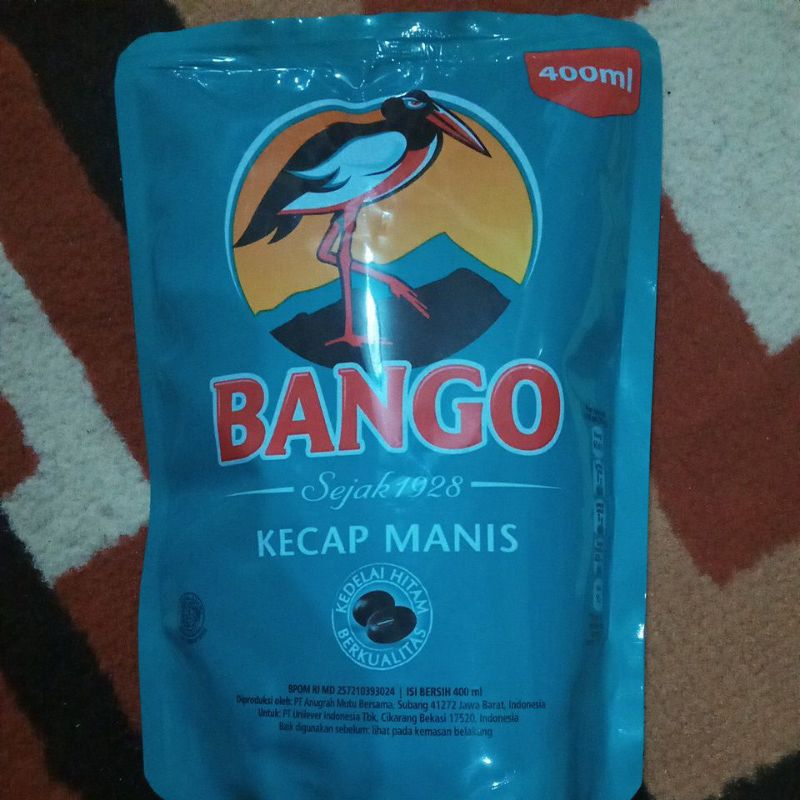 400ml
BANGO
Sejak 1928
KECAP MANIS
KEDELAI HITAM
BERKUALITAS
BPOM RI MD 257210393024 | ISI BERSIH 400 ml
Diproduksi oleh: PT Anugrah Mutu Bersama, Subang 41272 Jawa Barat, Indonesia
Untuk: PT Unilever Indonesia Tbk, Cikarang Bekasi 17520, Indonesia
Baik digunakan sebelum: lihat pada kemasan belakang